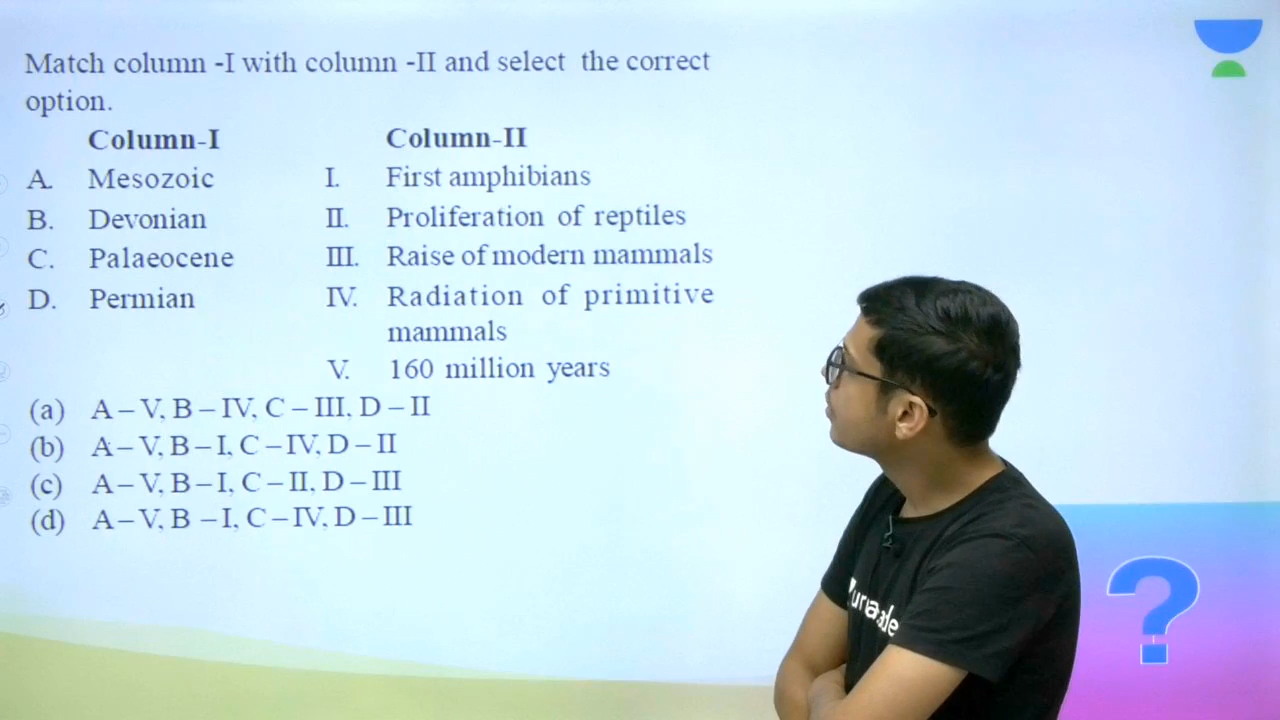 Match column -I with column -II and select the correct
option.
Column-I Column-II
A. Mesozoic I. First amphibians
B. Devonian II. Proliferation of reptiles
C. Palaeocene III. Raise of modern mammals
D. Permian IV. Radiation of primitive
mammals
V. 160 million years
(a) A – V, B – IV, C – III, D – II
(b) A – V, B – I, C – IV, D – II
(c) A – V, B – I, C – II, D – III
(d) A – V, B – I, C – IV, D – III
?